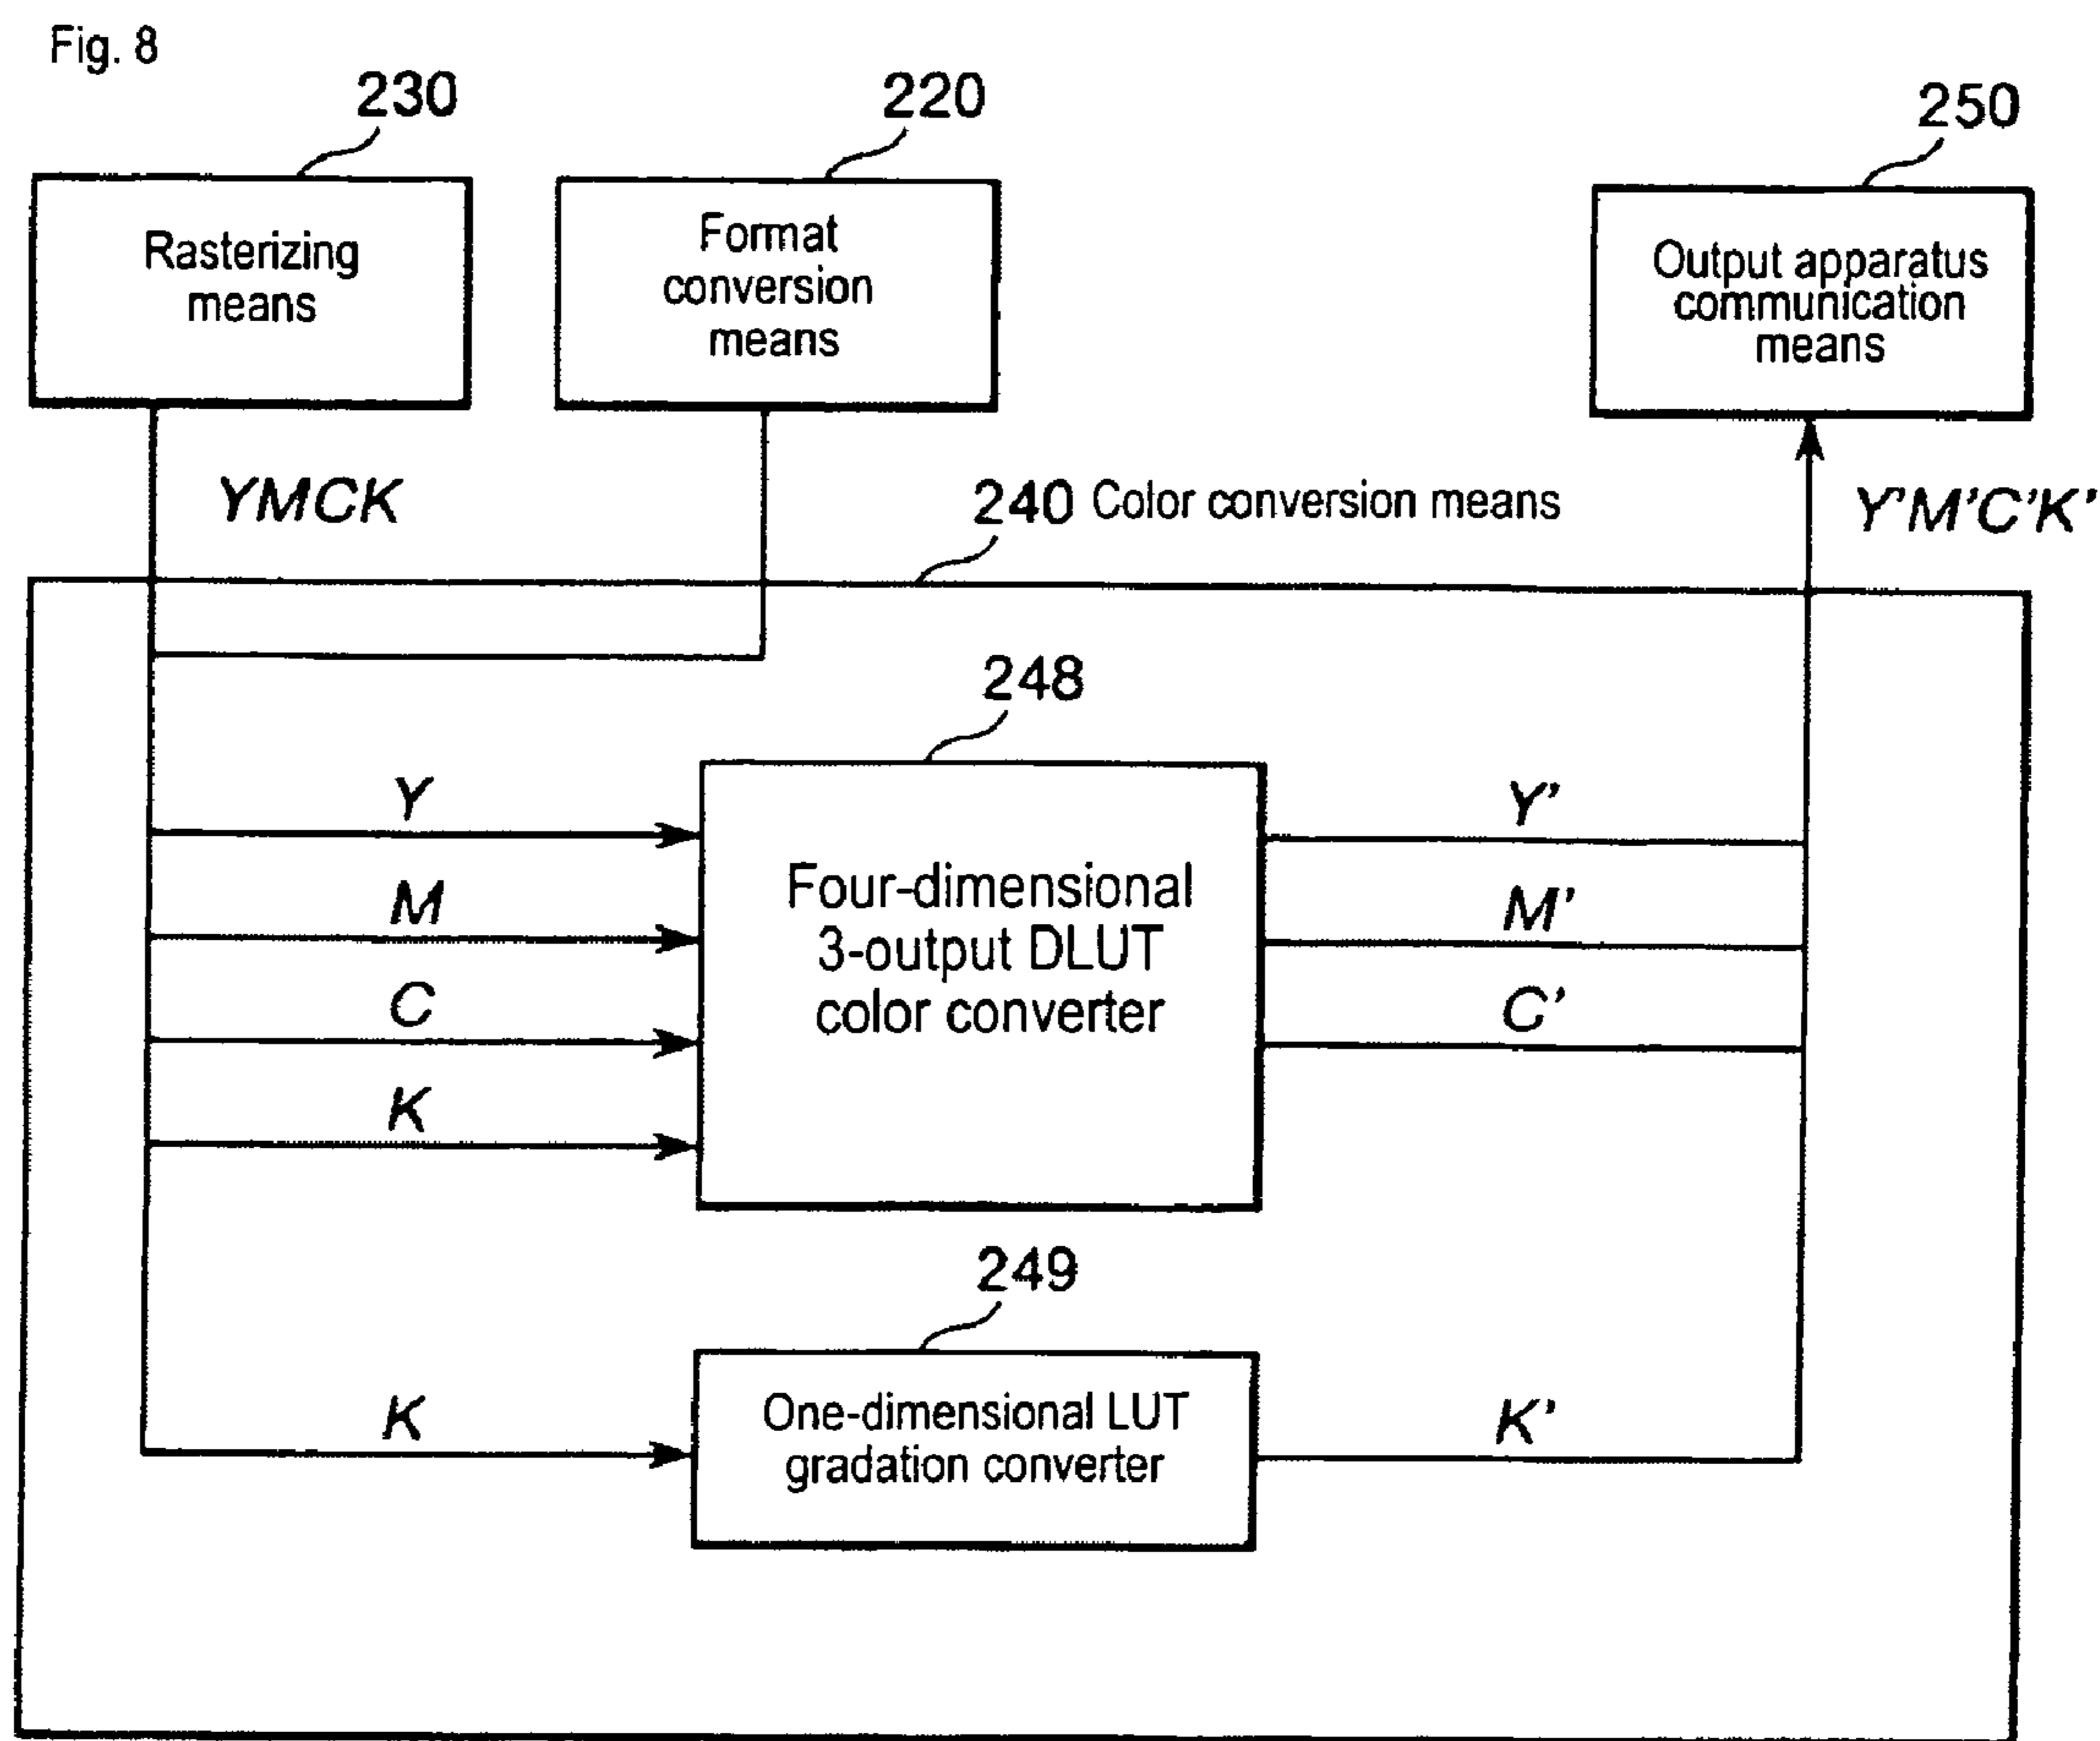 Fig. 8
230
220
250
Rasterizing
means
Format
conversion
means
Output apparatus
communication
means
YMCK
240 Color conversion means
Y'M'C'K'
248
Y
M
C
K
Four-dimensional
3-output DLUT
color converter
Y'
M'
C'
249
K
One-dimensional LUT
gradation converter
K'